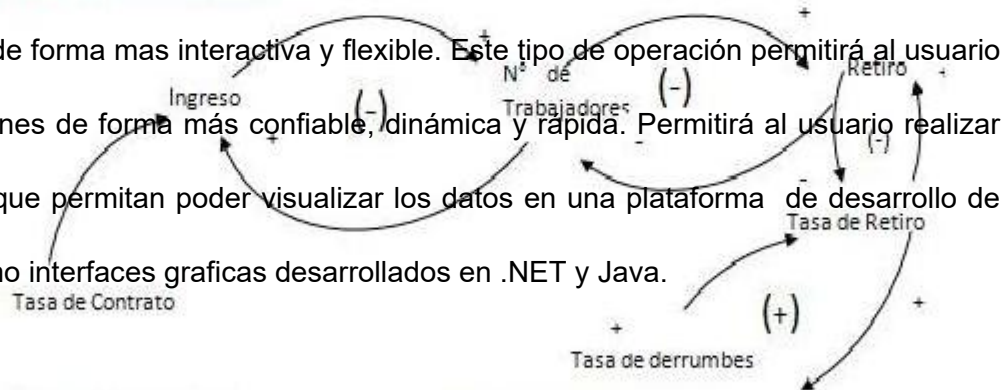 de forma mas interactiva y flexible. Este tipo de operación permitirá al usuario
nes de forma más confiable, dinámica y rápida. Permitirá al usuario realizar
que permitan poder visualizar los datos en una plataforma de desarrollo de
no interfaces graficas desarrollados en .NET y Java.
+
+
Ingreso
(-)
+
N° de
Trabajadores
(-)
-
Retiro
+
(-)
-
Tasa de Retiro
Tasa de Contrato
(+)
+
+
Tasa de derrumbes